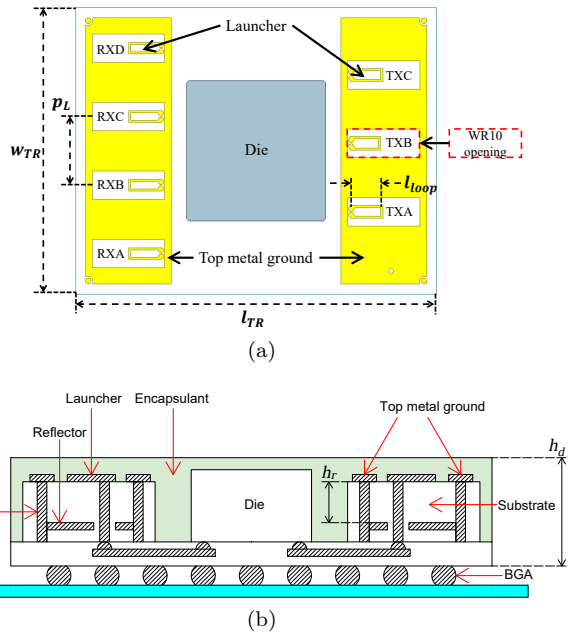 Launcher
RXD
TXC
RXC
p_L
w_TR
Die
TXB
WR10
opening
RXB
l_loop
TXA
RXA
Top metal ground
l_TR
(a)
Launcher
Encapsulant
Top metal ground
Reflector
h_d
h_r
Die
Substrate
BGA
(b)